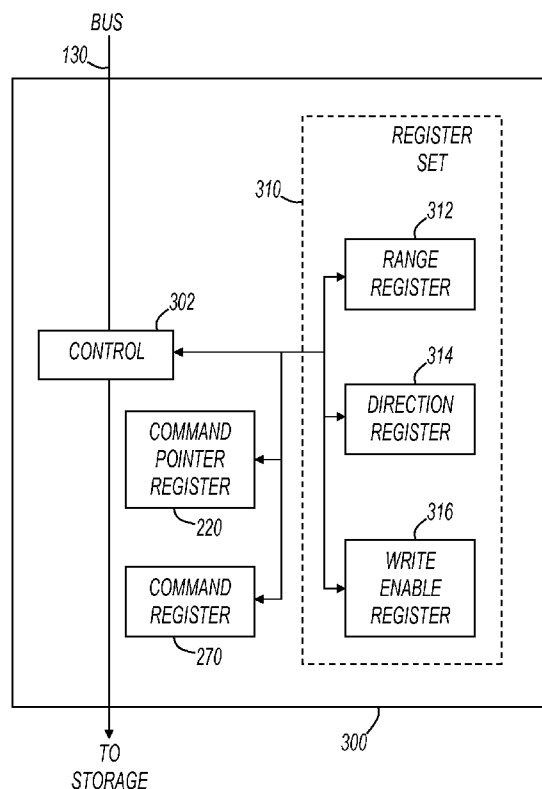 BUS
130
REGISTER
SET
310
312
RANGE
REGISTER
302
CONTROL
314
DIRECTION
REGISTER
COMMAND
POINTER
REGISTER
220
316
WRITE
ENABLE
REGISTER
COMMAND
REGISTER
270
300
TO
STORAGE